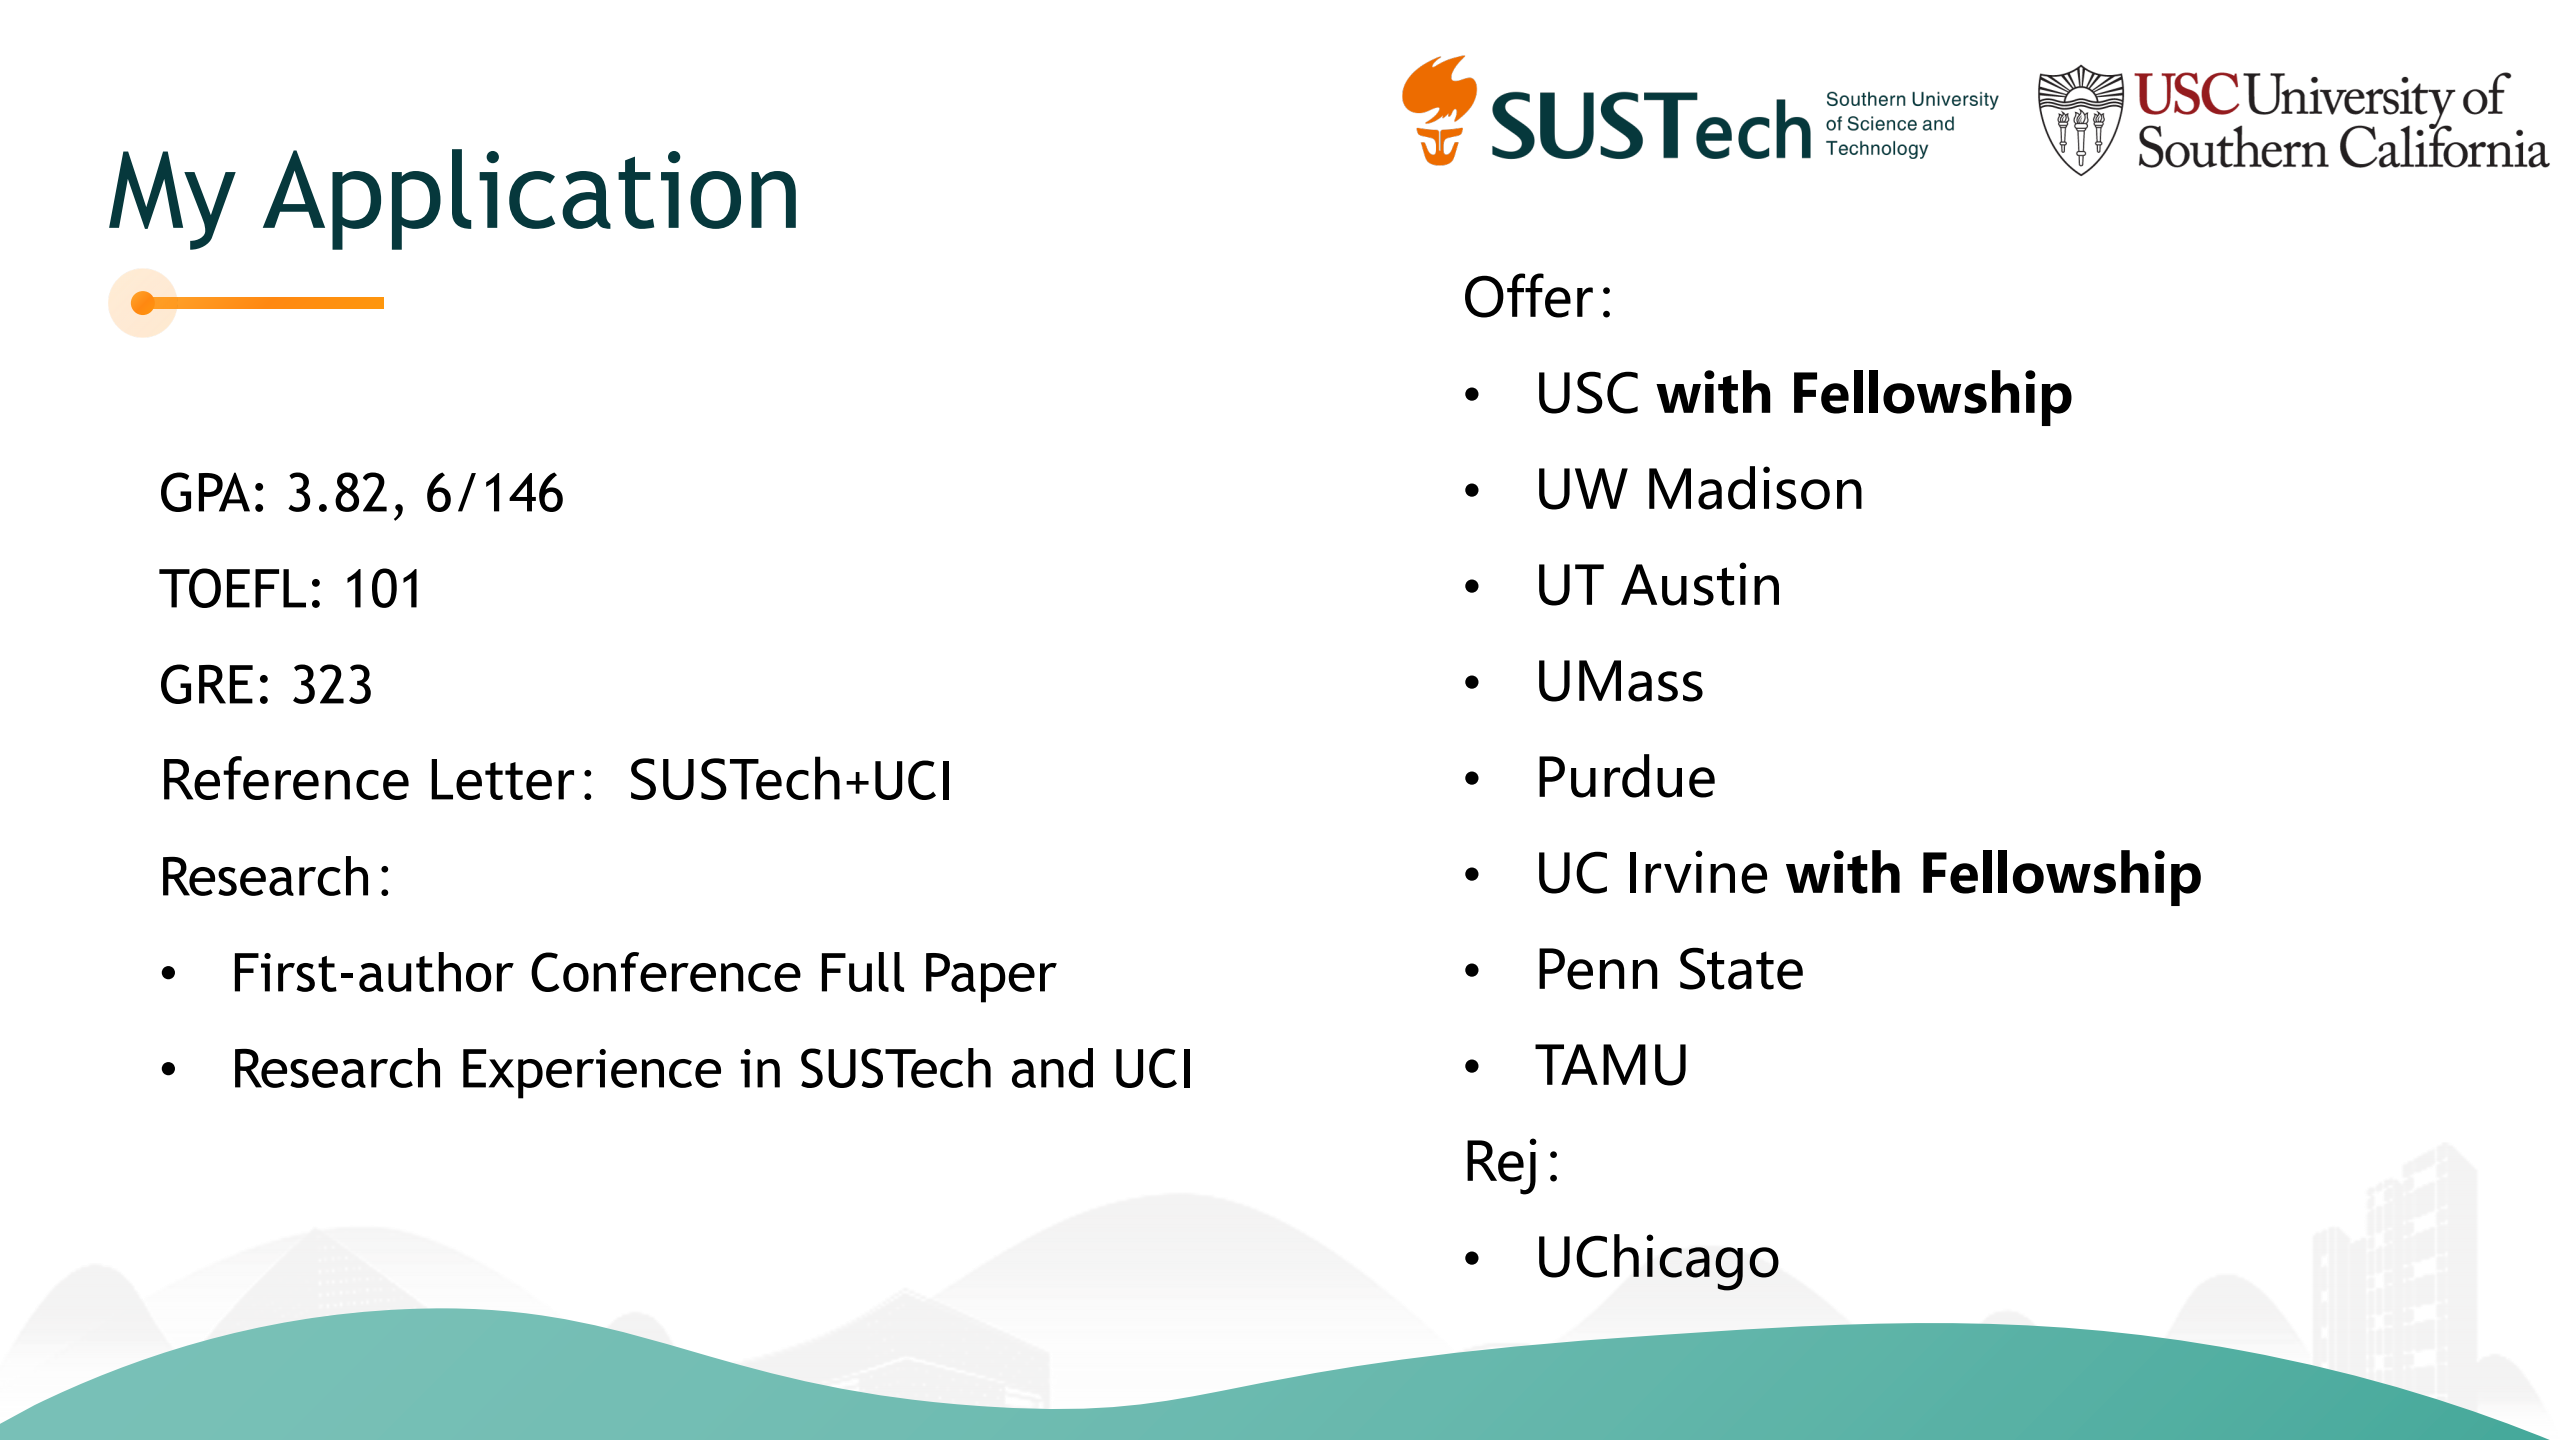 SUSTech
Southern University
of Science and
Technology
USC University of
Southern California
My Application
GPA: 3.82, 6/146
TOEFL: 101
GRE: 323
Reference Letter： SUSTech+UCI
Research：
• First-author Conference Full Paper
• Research Experience in SUSTech and UCI
Offer：
• USC with Fellowship
• UW Madison
• UT Austin
• UMass
• Purdue
• UC Irvine with Fellowship
• Penn State
• TAMU
Rej：
• UChicago